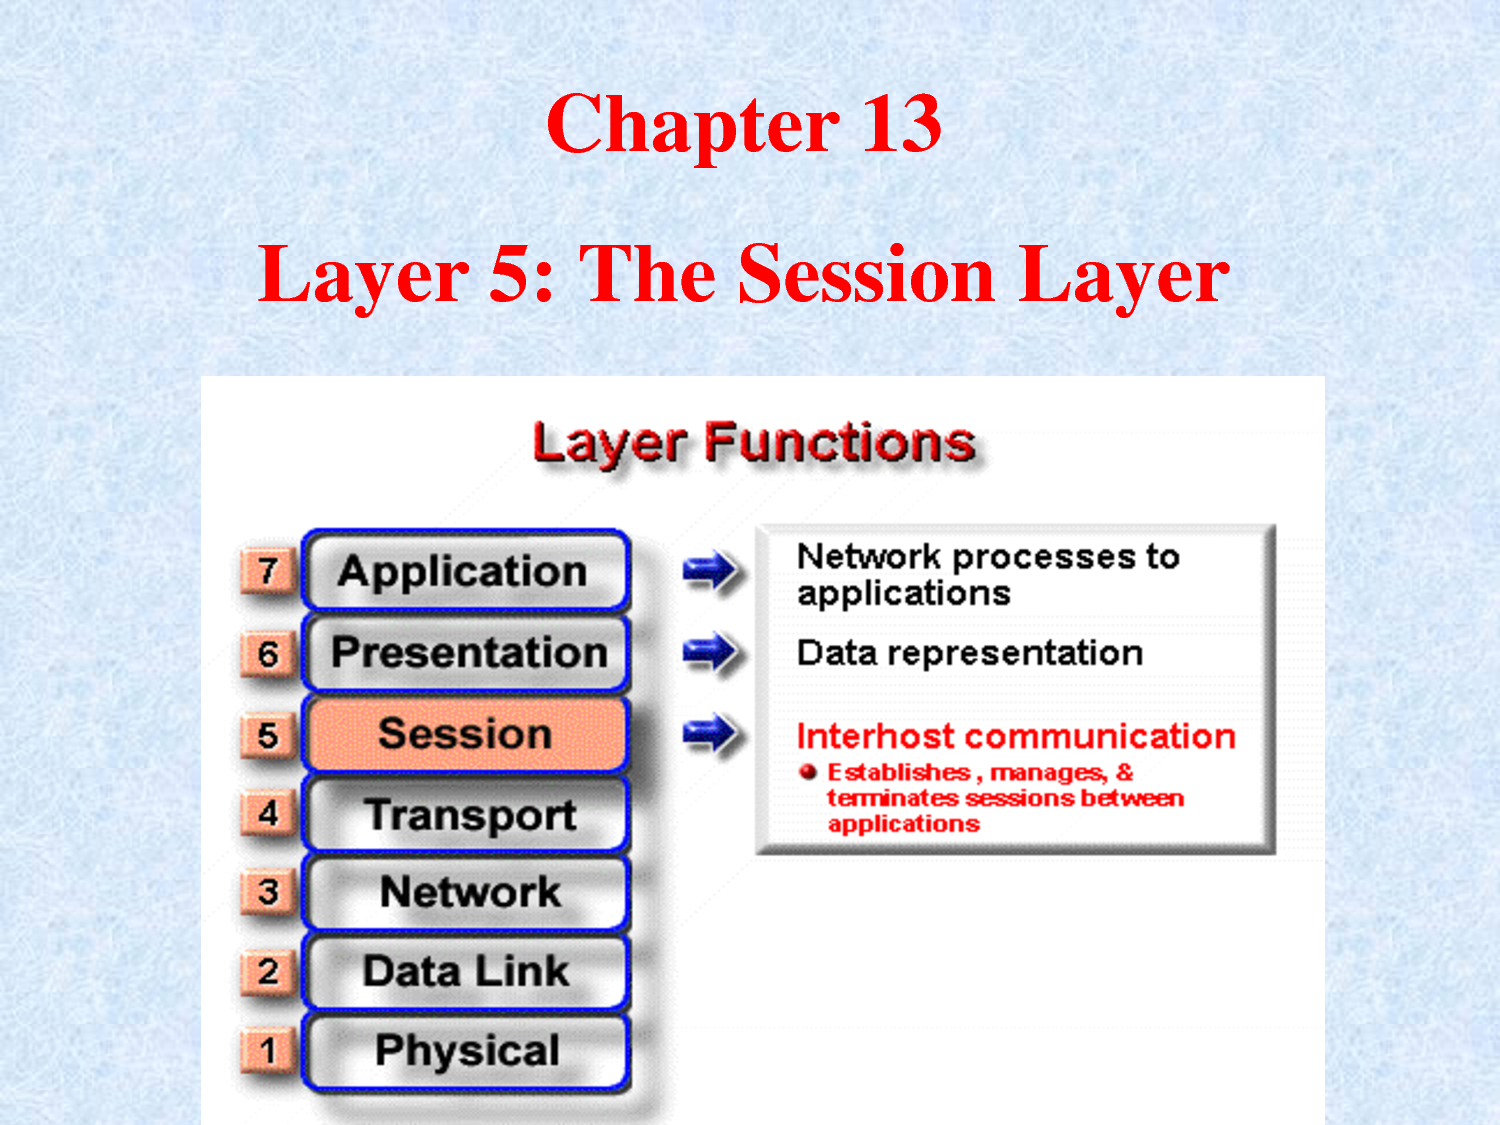 Chapter 13
Layer 5: The Session Layer
Layer Functions
7 Application
Network processes to
applications
6 Presentation
Data representation
5 Session
Interhost communication
Establishes , manages, &
terminates sessions between
applications
4 Transport
3 Network
2 Data Link
1 Physical